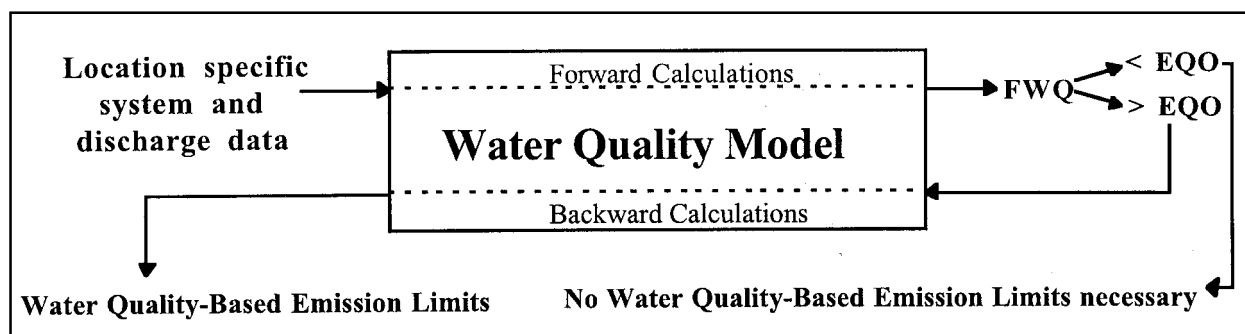 Location specific
system and
discharge data
Forward Calculations
Water Quality Model
Backward Calculations
FWQ
< EQO
> EQO
Water Quality-Based Emission Limits
No Water Quality-Based Emission Limits necessary